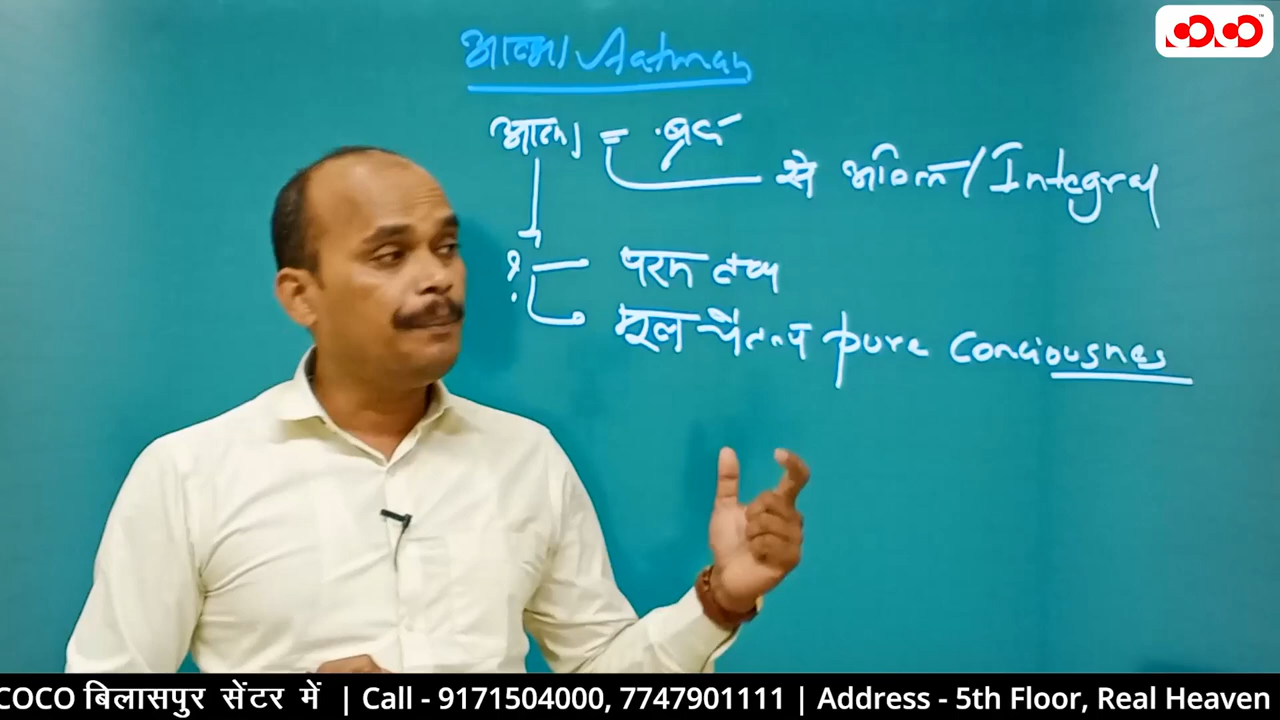 COCO
आत्मा / Aatman
आत्मा = ब्रह्म
से अभिन्न / Integral
? — परम तत्व
मूल चैतन्य pure Conciousnes
COCO बिलासपुर सेंटर में | Call - 9171504000, 7747901111 | Address - 5th Floor, Real Heaven